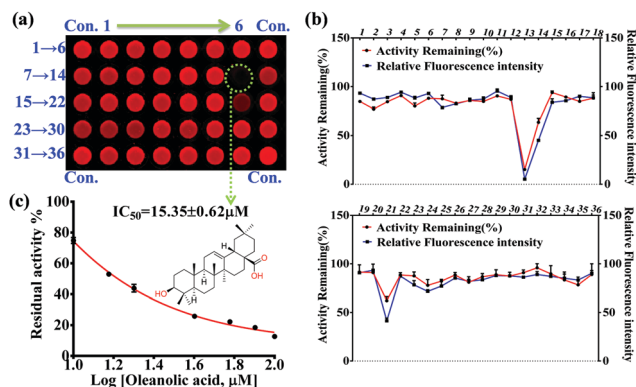 (a)
Con. 1 6 Con.
1→6
7→14
15→22
23→30
31→36
Con. Con.
(b)
1 2 3 4 5 6 7 8 9 10 11 12 13 14 15 16 17 18
Activity Remaining(%)
Relative Fluorescence intensity
150
100
50
0
Activity Remaining(%)
150
100
50
0
Relative Fluorescence intensity
19 20 21 22 23 24 25 26 27 28 29 30 31 32 33 34 35 36
Activity Remaining(%)
Relative Fluorescence intensity
150
100
50
0
Activity Remaining(%)
150
100
50
0
Relative Fluorescence intensity
(c)
IC50=15.35±0.62μM
100
80
60
40
20
0
Residual activity %
1.0 1.2 1.4 1.6 1.8 2.0
Log [Oleanolic acid, μM]
HO
H
H
H
O
OH